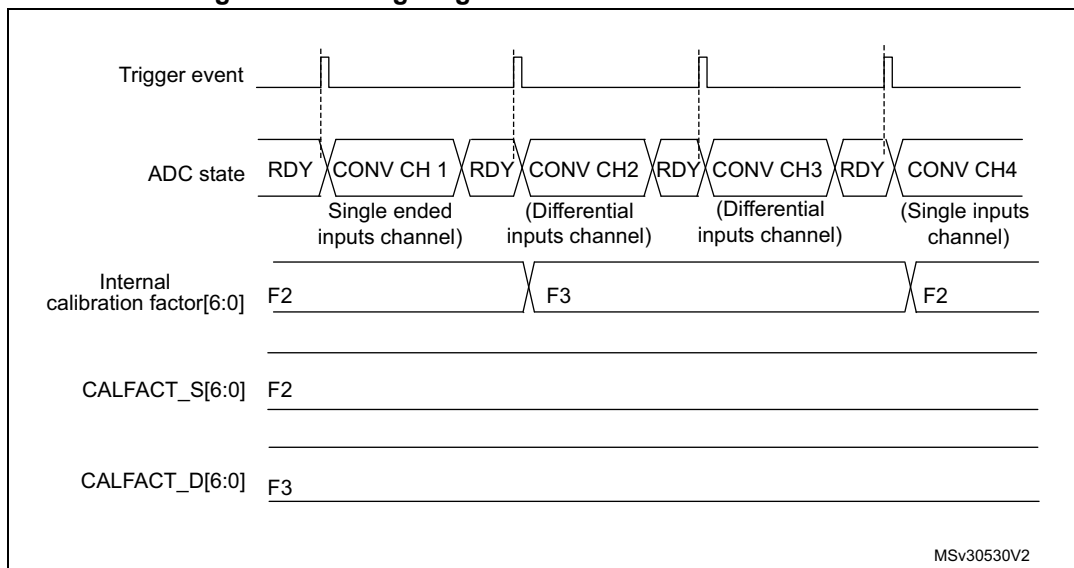 Trigger event
ADC state
RDY CONV CH 1 RDY CONV CH2 RDY CONV CH3 RDY CONV CH4
Single ended (Differential (Differential (Single inputs
inputs channel) inputs channel) inputs channel) channel)
Internal
calibration factor[6:0] F2 F3 F2
CALFACT_S[6:0] F2
CALFACT_D[6:0] F3
MSv30530V2